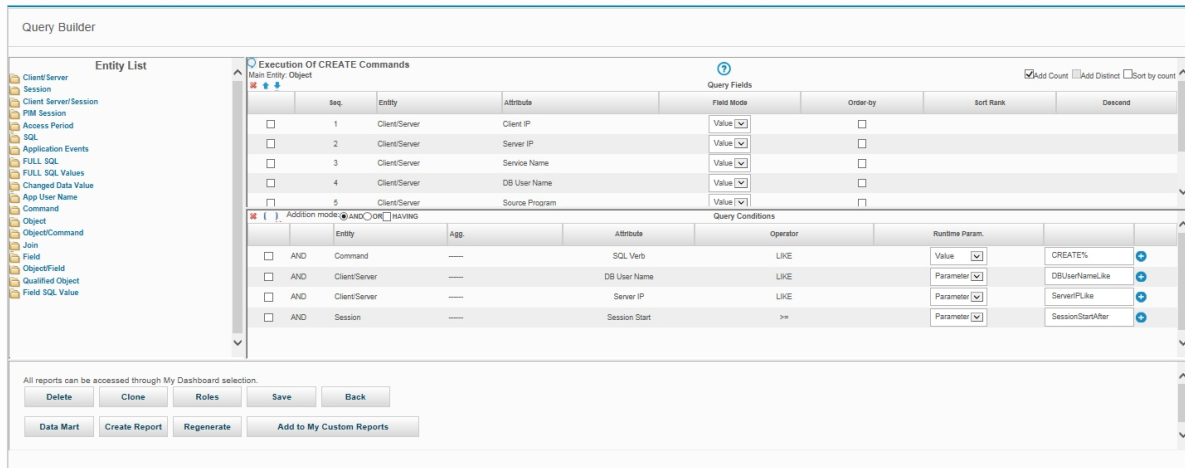 Query Builder
Entity List
Client/Server
Session
Client Server/Session
PIM Session
Access Period
SQL
Application Events
FULL SQL
FULL SQL Values
Changed Data Value
App User Name
Command
Object
Object/Command
Join
Field
Object/Field
Qualified Object
Field SQL Value
Execution Of CREATE Commands
Main Entity: Object
?
Query Fields
Add Count Add Distinct Sort by count
Seq. Entity Attribute Field Mode Order-by Sort Rank Descend
1 Client/Server Client IP Value
2 Client/Server Server IP Value
3 Client/Server Service Name Value
4 Client/Server DB User Name Value
5 Client/Server Source Program Value
( ) Addition mode: AND OR HAVING Query Conditions
Entity Agg. Attribute Operator Runtime Param.
AND Command ------ SQL Verb LIKE Value CREATE%
AND Client/Server ------ DB User Name LIKE Parameter DBUserNameLike
AND Client/Server ------ Server IP LIKE Parameter ServerIPLike
AND Session ------ Session Start >= Parameter SessionStartAfter
All reports can be accessed through My Dashboard selection.
Delete Clone Roles Save Back
Data Mart Create Report Regenerate Add to My Custom Reports